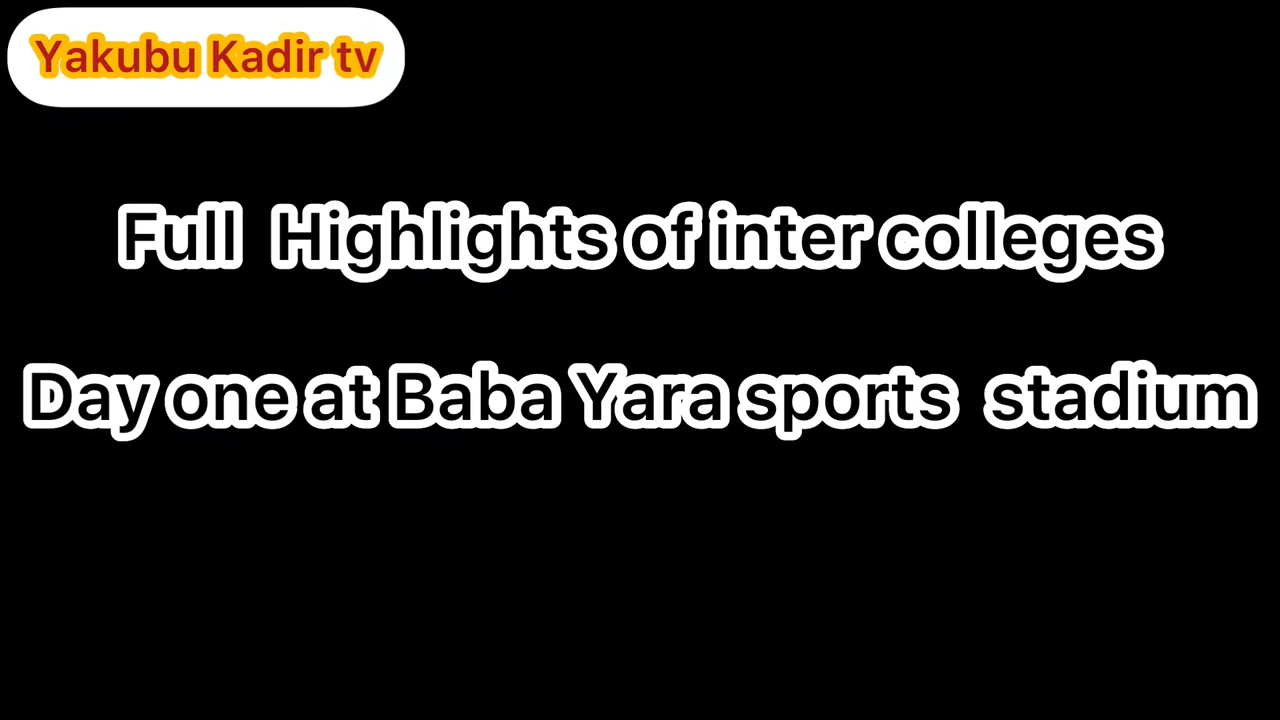 Yakubu Kadir tv
Full Highlights of inter colleges
Day one at Baba Yara sports stadium